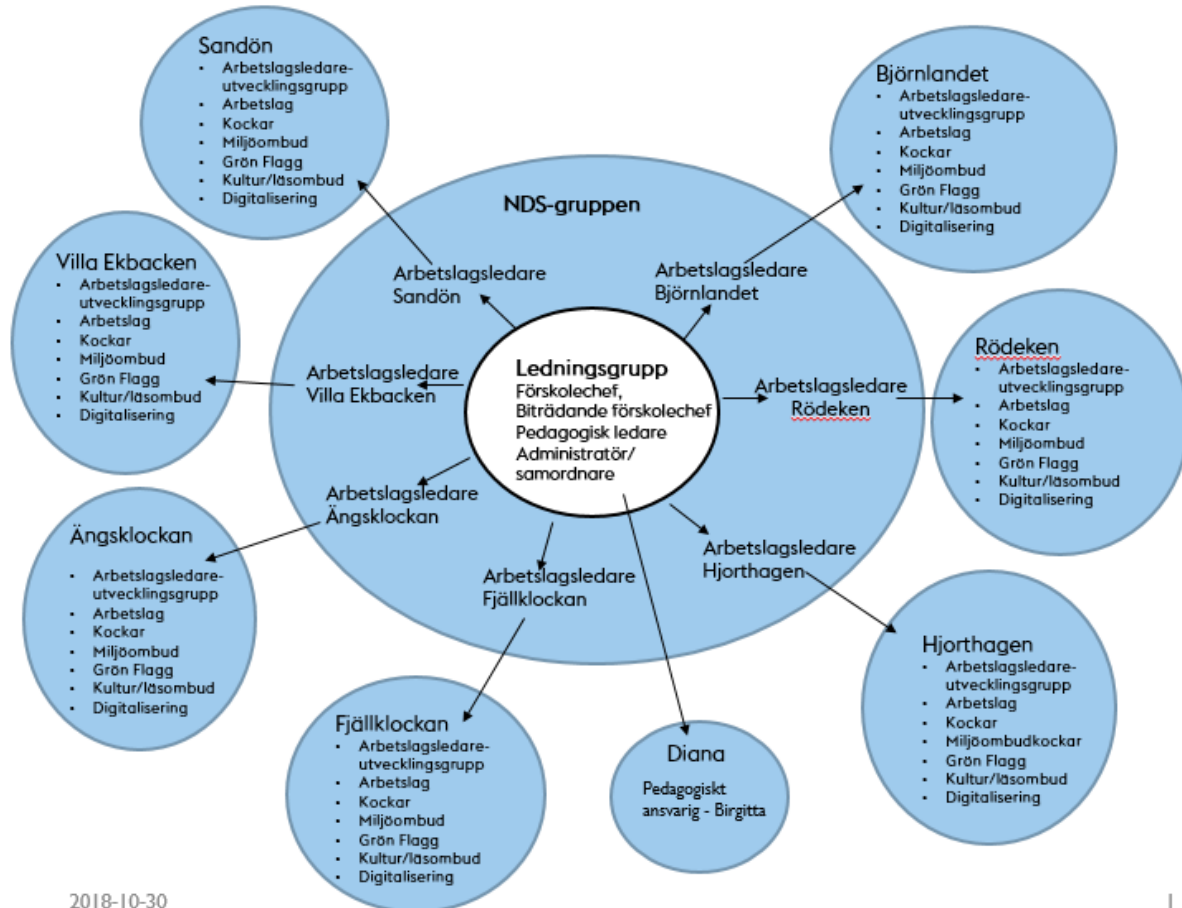 Sandön
▪ Arbetslagsledare-
utvecklingsgrupp
▪ Arbetslag
▪ Kockar
▪ Miljöombud
▪ Grön Flagg
▪ Kultur/läsombud
▪ Digitalisering
Björnlandet
▪ Arbetslagsledare-
utvecklingsgrupp
▪ Arbetslag
▪ Kockar
▪ Miljöombud
▪ Grön Flagg
▪ Kultur/läsombud
▪ Digitalisering
NDS-gruppen
Villa Ekbacken
▪ Arbetslagsledare-
utvecklingsgrupp
▪ Arbetslag
▪ Kockar
▪ Miljöombud
▪ Grön Flagg
▪ Kultur/läsombud
▪ Digitalisering
Arbetslagsledare
Sandön
Arbetslagsledare
Björnlandet
Arbetslagsledare
Villa Ekbacken
Ledningsgrupp
Förskolechef,
Biträdande förskolechef
Pedagogisk ledare
Administratör/
samordnare
Arbetslagsledare
Rödeken
Rödeken
▪ Arbetslagsledare-
utvecklingsgrupp
▪ Arbetslag
▪ Kockar
▪ Miljöombud
▪ Grön Flagg
▪ Kultur/läsombud
▪ Digitalisering
Arbetslagsledare
Ängsklockan
Arbetslagsledare
Fjällklockan
Arbetslagsledare
Hjorthagen
Ängsklockan
▪ Arbetslagsledare-
utvecklingsgrupp
▪ Arbetslag
▪ Kockar
▪ Miljöombud
▪ Grön Flagg
▪ Kultur/läsombud
▪ Digitalisering
Hjorthagen
▪ Arbetslagsledare-
utvecklingsgrupp
▪ Arbetslag
▪ Kockar
▪ Miljöombudkockar
▪ Grön Flagg
▪ Kultur/läsombud
▪ Digitalisering
Fjällklockan
▪ Arbetslagsledare-
utvecklingsgrupp
▪ Arbetslag
▪ Kockar
▪ Miljöombud
▪ Grön Flagg
▪ Kultur/läsombud
▪ Digitalisering
Diana
Pedagogiskt
ansvarig - Birgitta
2018-10-30
1